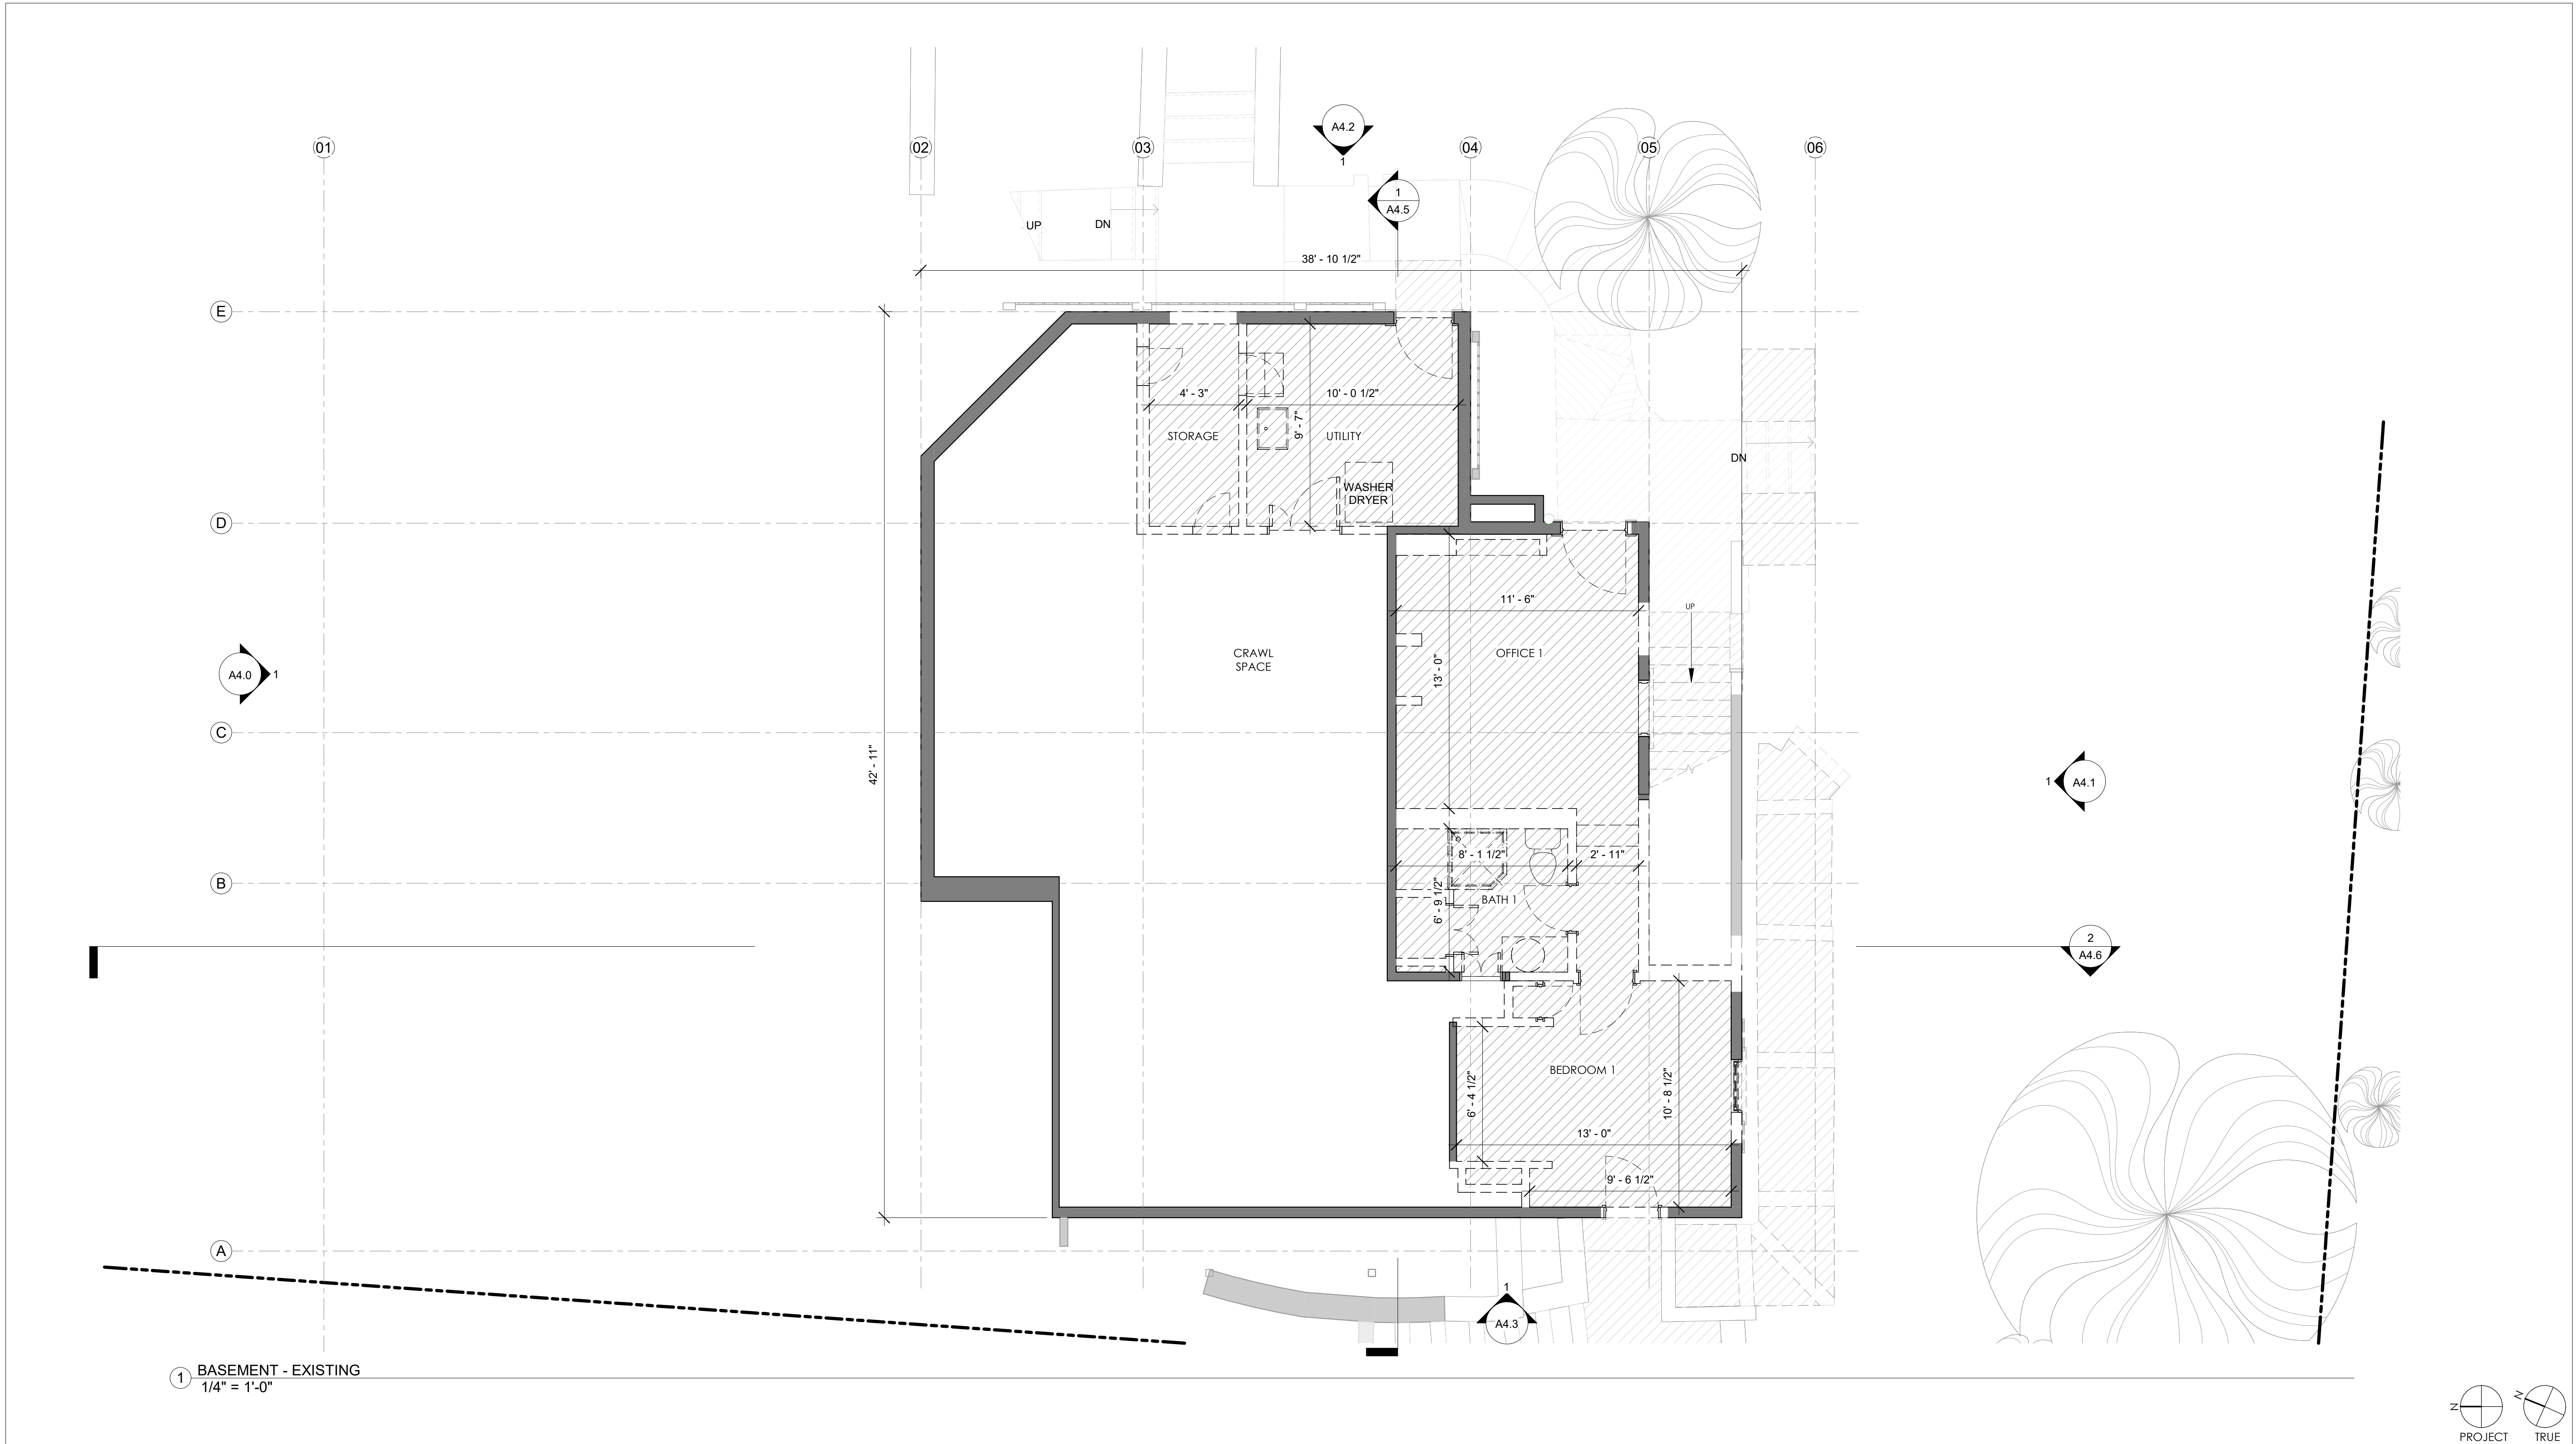 A4.2
1
01
02
03
04
05
06
1
A4.5
UP
DN
38' - 10 1/2"
E
4' - 3"
10' - 0 1/2"
9' - 7"
STORAGE
UTILITY
DN
WASHER
DRYER
D
11' - 6"
UP
CRAWL
SPACE
OFFICE 1
13' - 0"
A4.0
1
C
42' - 11"
1
A4.1
8' - 1 1/2"
2' - 11"
B
6' - 9 1/2"
BATH 1
2
A4.6
BEDROOM 1
6' - 4 1/2"
10' - 8 1/2"
13' - 0"
9' - 6 1/2"
A
1
A4.3
1
BASEMENT - EXISTING
1/4" = 1'-0"
N
N
PROJECT
TRUE